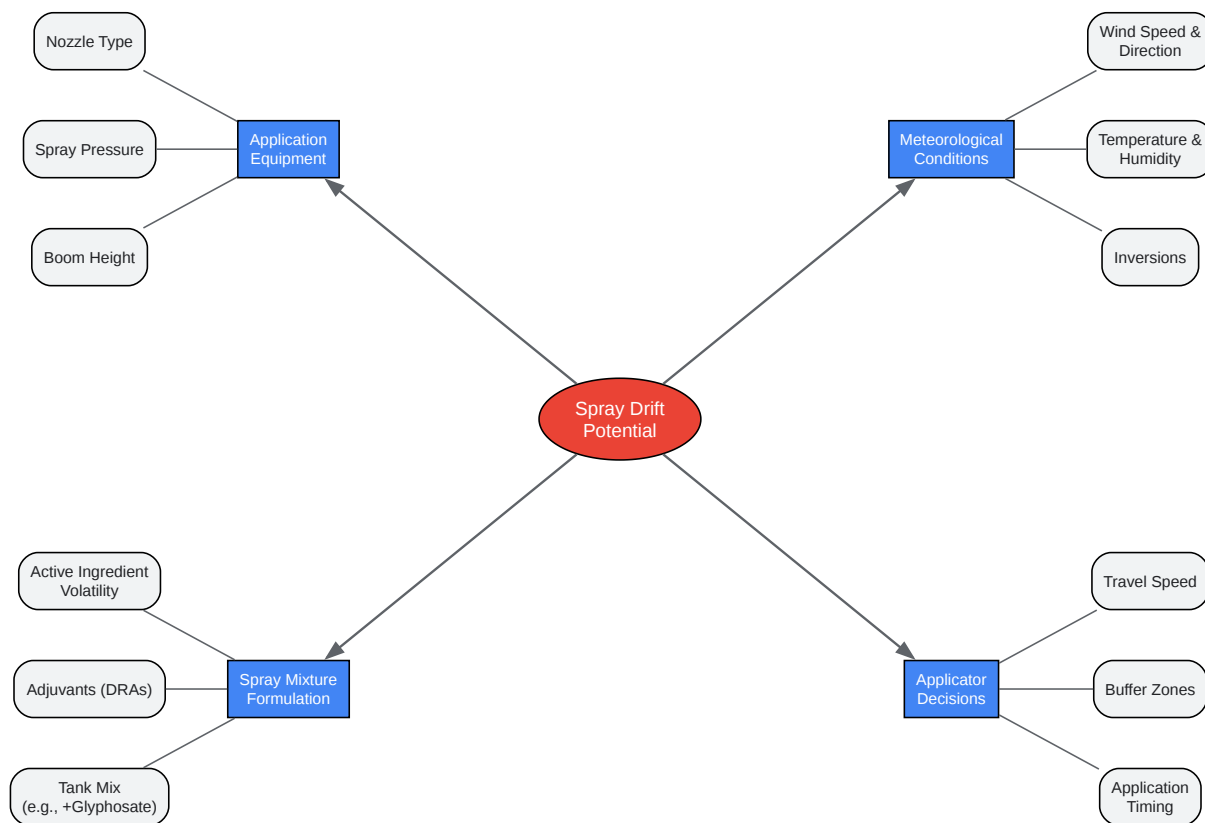 Nozzle Type
Spray Pressure
Boom Height
Application
Equipment
Meteorological
Conditions
Wind Speed &
Direction
Temperature &
Humidity
Inversions
Spray Drift
Potential
Active Ingredient
Volatility
Adjuvants (DRAs)
Tank Mix
(e.g., +Glyphosate)
Spray Mixture
Formulation
Applicator
Decisions
Travel Speed
Buffer Zones
Application
Timing